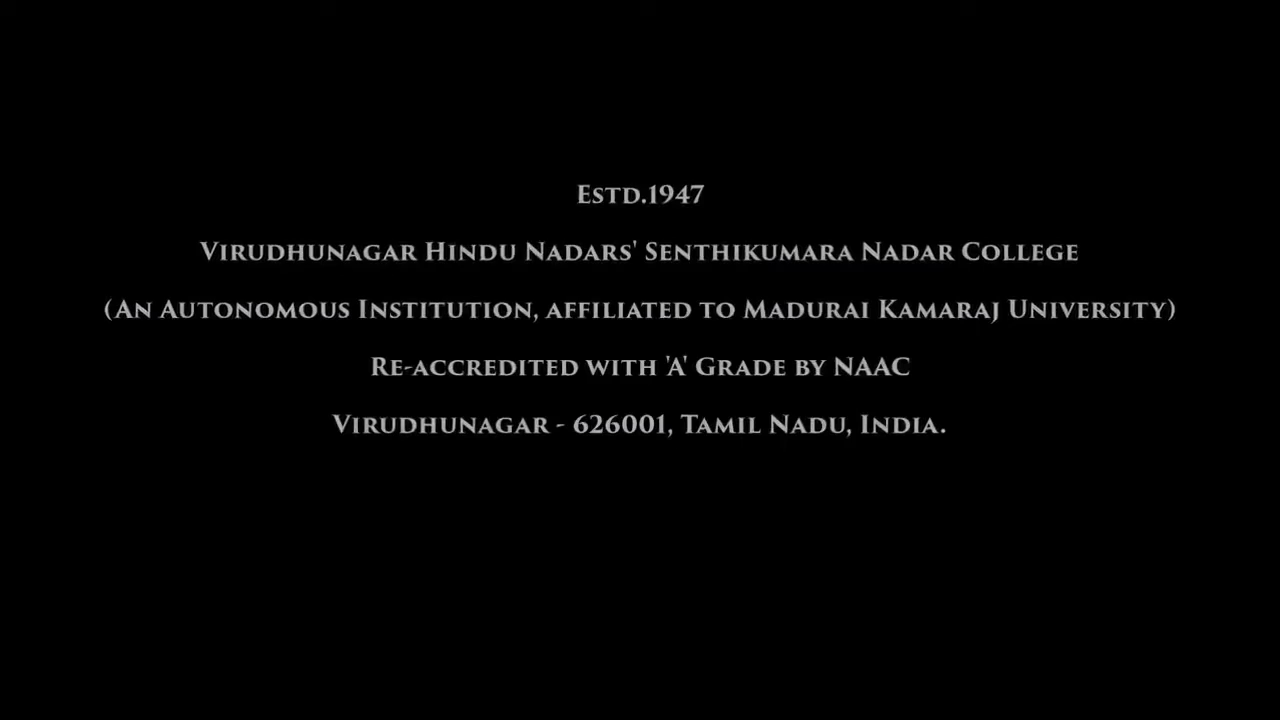 Estd.1947
Virudhunagar Hindu Nadars' Senthikumara Nadar College
(An Autonomous Institution, affiliated to Madurai Kamaraj University)
Re-accredited with 'A' Grade by NAAC
Virudhunagar - 626001, Tamil Nadu, India.